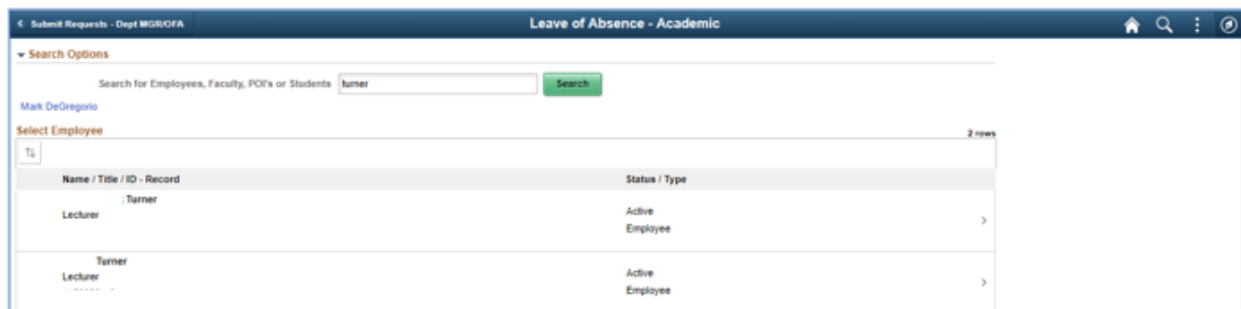 Submit Requests - Dept MGR/OFA
Leave of Absence - Academic
Search Options
Search for Employees, Faculty, POI's or Students turner Search
Mark DeGregorio
Select Employee
2 rows
Name / Title / ID - Record Status / Type
: Turner
Lecturer Active
Employee
Turner
Lecturer Active
Employee